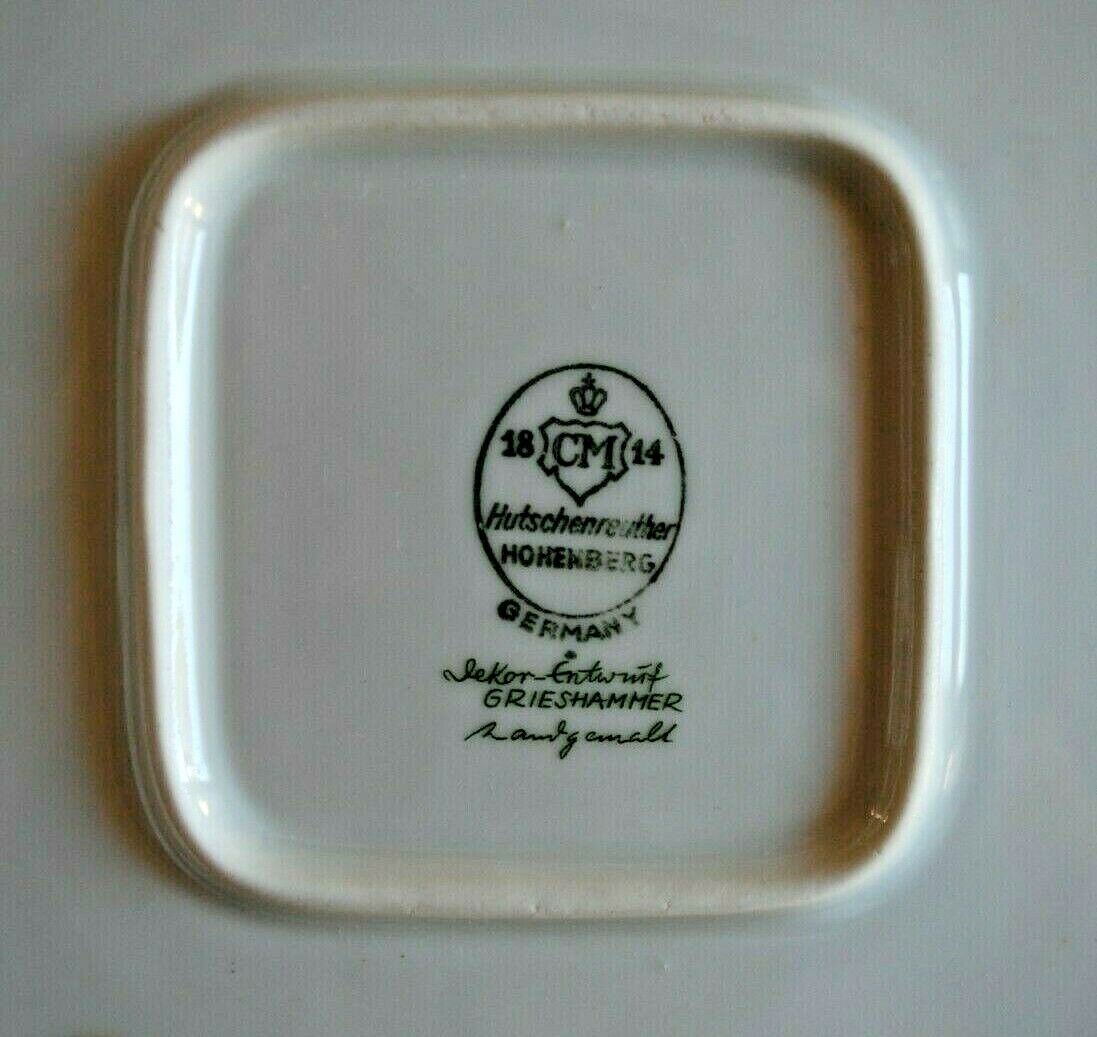 18 CM 14
Hutschenreuther
HOHENBERG
GERMANY
Dekor-Entwurf
GRIESHAMMER
handgemalt